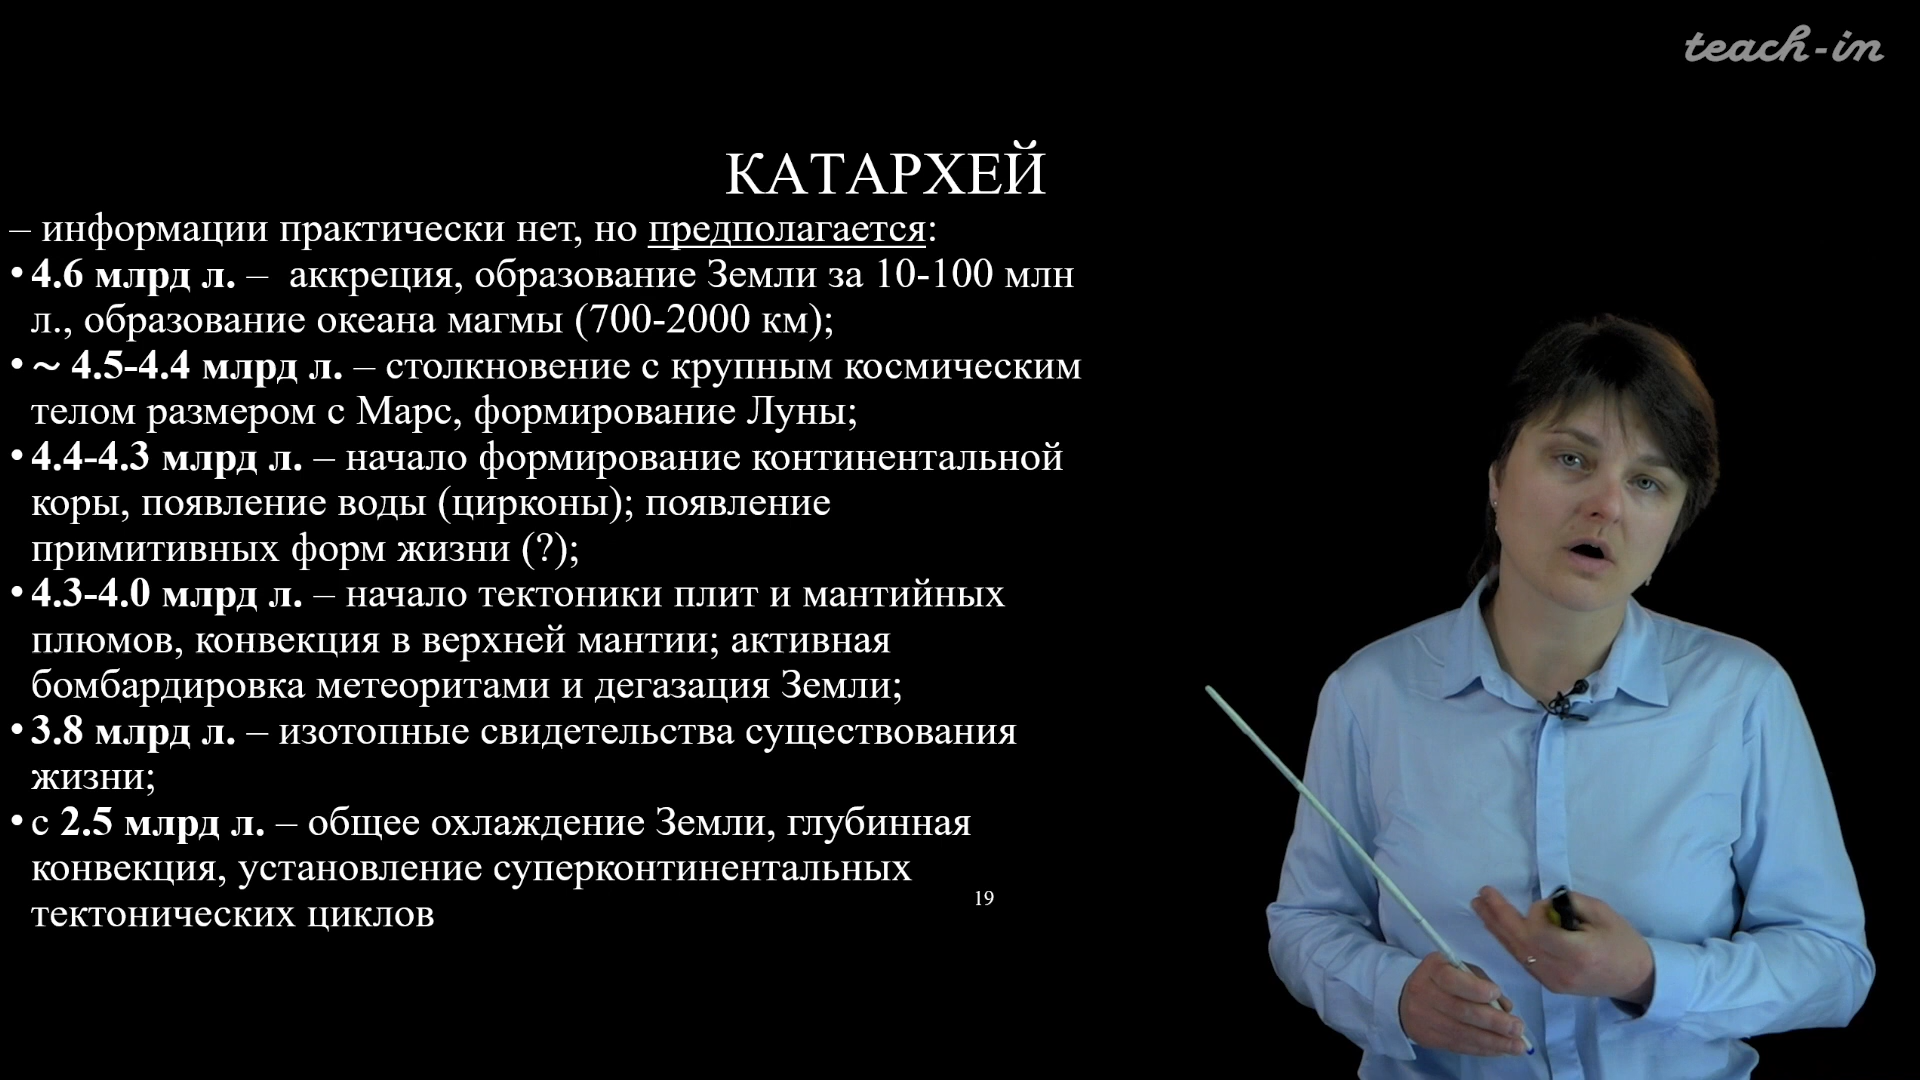 teach-in
КАТАРХЕЙ
– информации практически нет, но предполагается:
• 4.6 млрд л. – аккреция, образование Земли за 10-100 млн
л., образование океана магмы (700-2000 км);
• ~ 4.5-4.4 млрд л. – столкновение с крупным космическим
телом размером с Марс, формирование Луны;
• 4.4-4.3 млрд л. – начало формирование континентальной
коры, появление воды (цирконы); появление
примитивных форм жизни (?);
• 4.3-4.0 млрд л. – начало тектоники плит и мантийных
плюмов, конвекция в верхней мантии; активная
бомбардировка метеоритами и дегазация Земли;
• 3.8 млрд л. – изотопные свидетельства существования
жизни;
• с 2.5 млрд л. – общее охлаждение Земли, глубинная
конвекция, установление суперконтинентальных
тектонических циклов
19